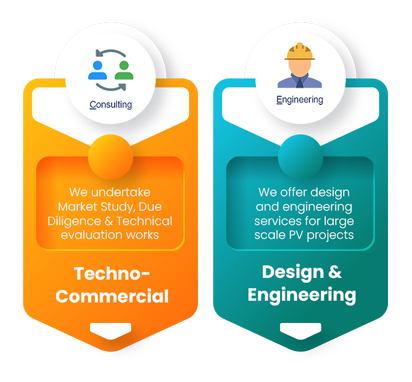 Consulting
We undertake
Market Study, Due
Diligence & Technical
evaluation works
Techno-
Commercial
Engineering
We offer design
and engineering
services for large
scale PV projects
Design &
Engineering